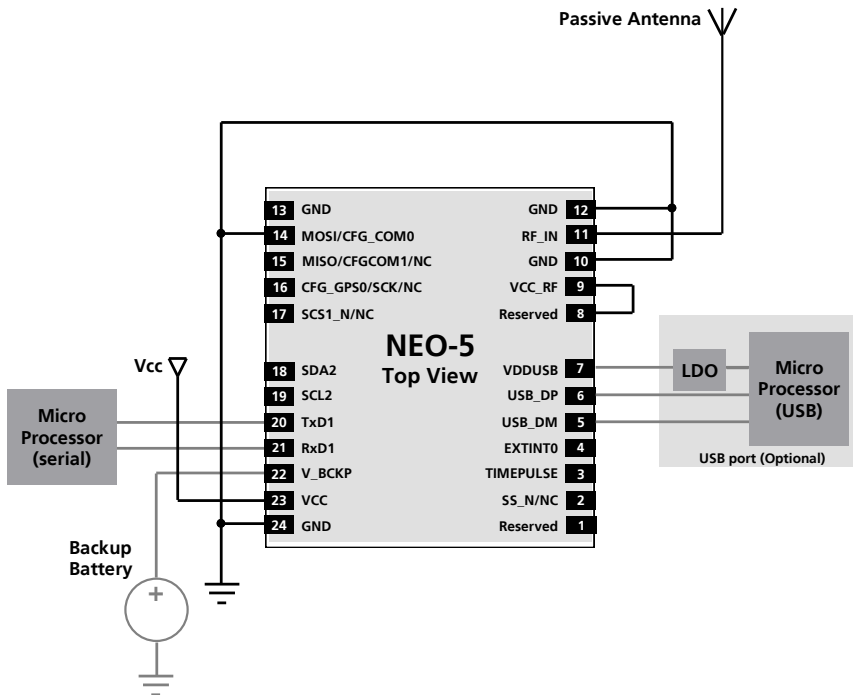 Passive Antenna
13 GND
14 MOSI/CFG_COM0
15 MISO/CFGCOM1/NC
16 CFG_GPS0/SCK/NC
17 SCS1_N/NC
18 SDA2
19 SCL2
20 TxD1
21 RxD1
22 V_BCKP
23 VCC
24 GND
NEO-5
Top View
GND 12
RF_IN 11
GND 10
VCC_RF 9
Reserved 8
VDDUSB 7
USB_DP 6
USB_DM 5
EXTINT0 4
TIMEPULSE 3
SS_N/NC 2
Reserved 1
Vcc
Micro
Processor
(serial)
Backup
Battery
+
LDO
Micro
Processor
(USB)
USB port (Optional)